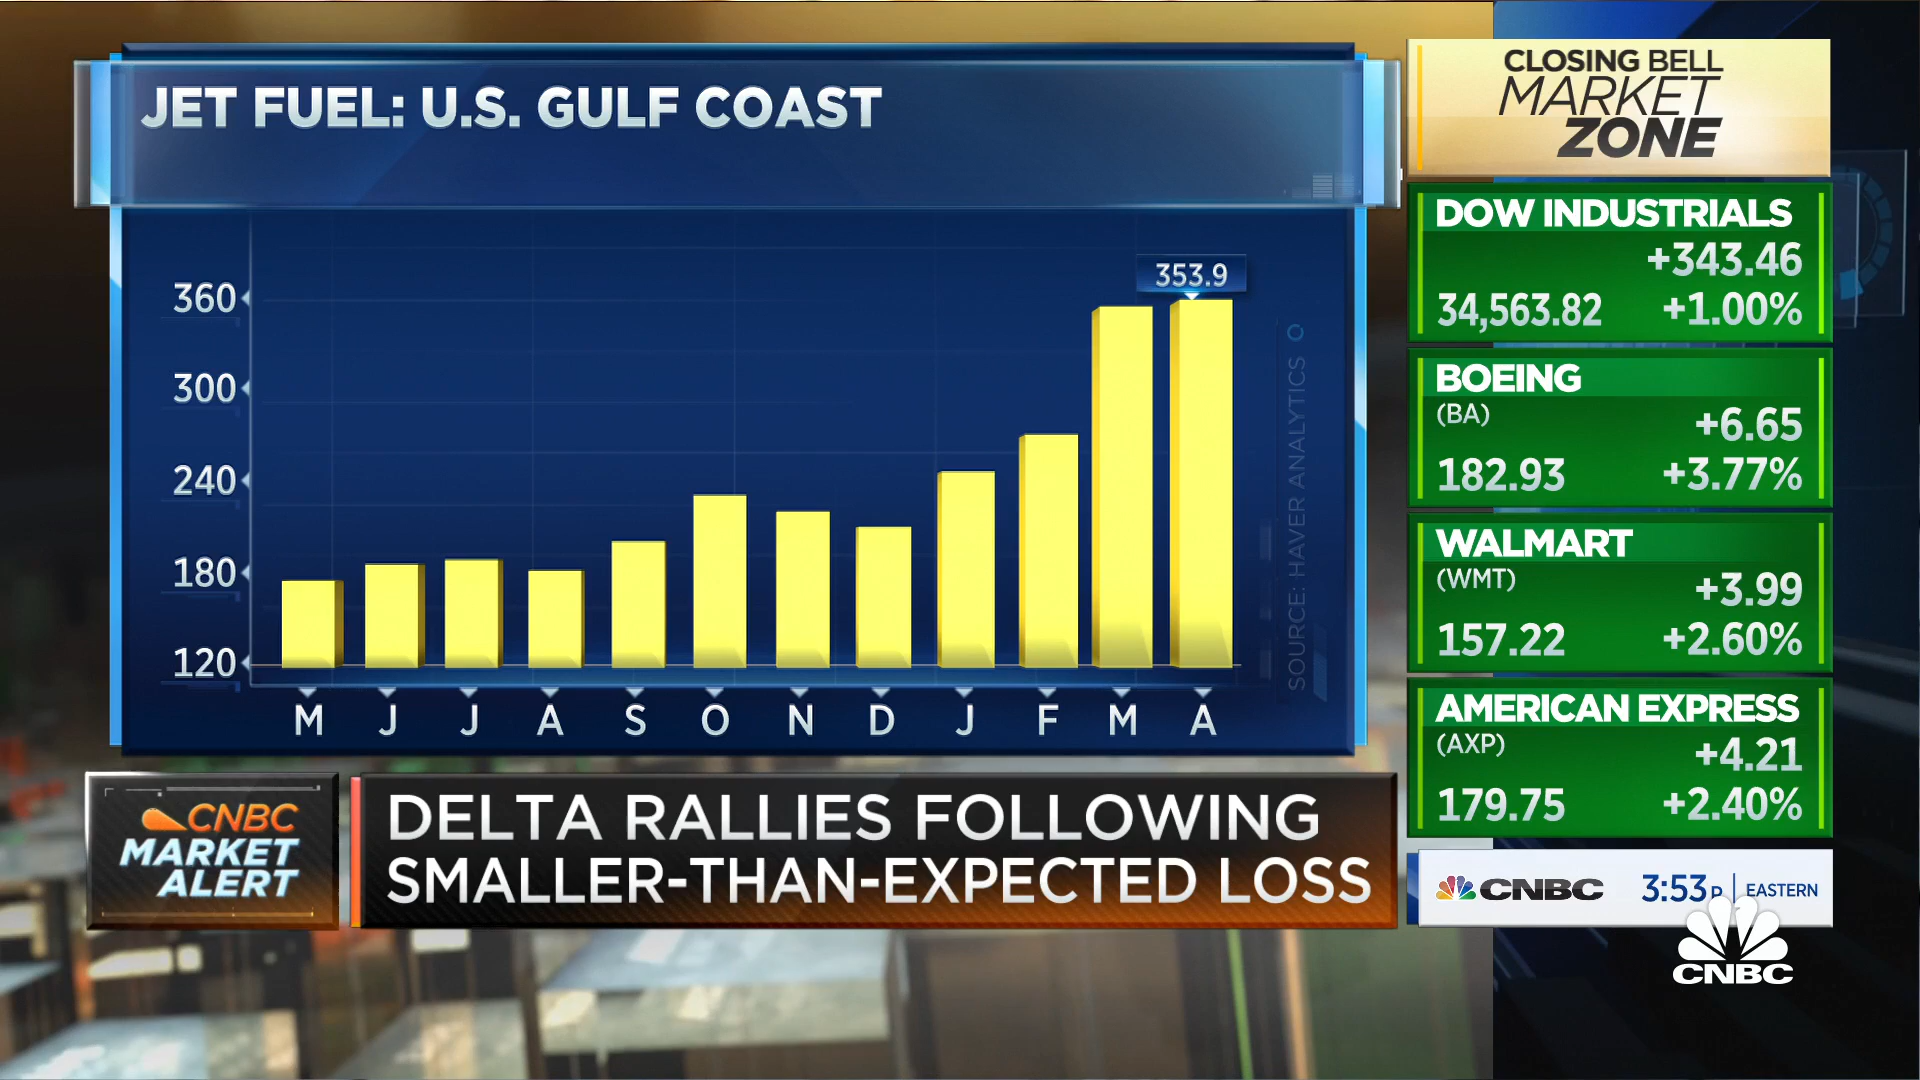 JET FUEL: U.S. GULF COAST
353.9
360
300
240
180
120
M J J A S O N D J F M A
SOURCE: HAVER ANALYTICS
CNBC
MARKET
ALERT
DELTA RALLIES FOLLOWING
SMALLER-THAN-EXPECTED LOSS
CLOSING BELL
MARKET
ZONE
DOW INDUSTRIALS
+343.46
34,563.82 +1.00%
BOEING
(BA) +6.65
182.93 +3.77%
WALMART
(WMT) +3.99
157.22 +2.60%
AMERICAN EXPRESS
(AXP) +4.21
179.75 +2.40%
CNBC 3:53P EASTERN
CNBC